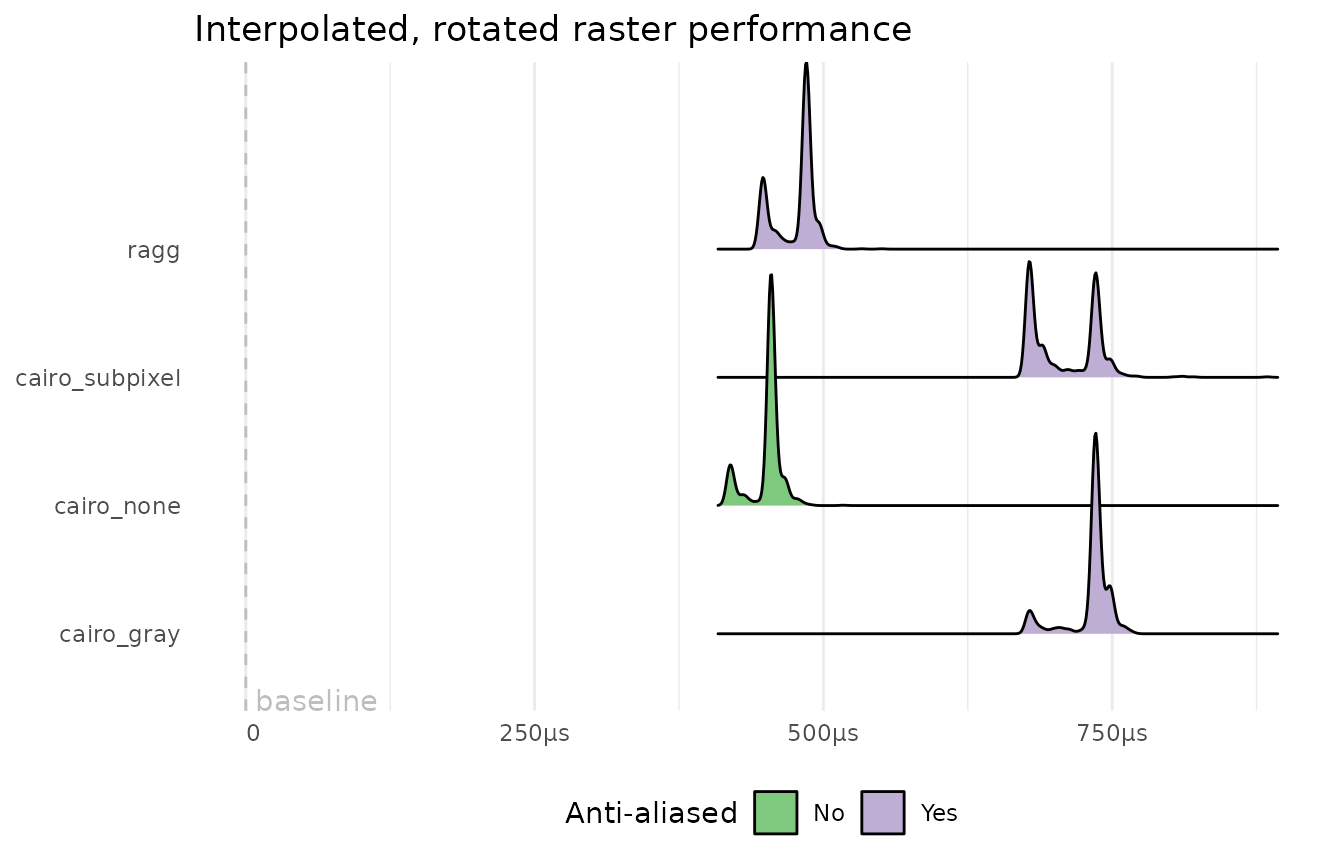 Interpolated, rotated raster performance
ragg
cairo_subpixel
cairo_none
cairo_gray
baseline
0 250µs 500µs 750µs
Anti-aliased No Yes